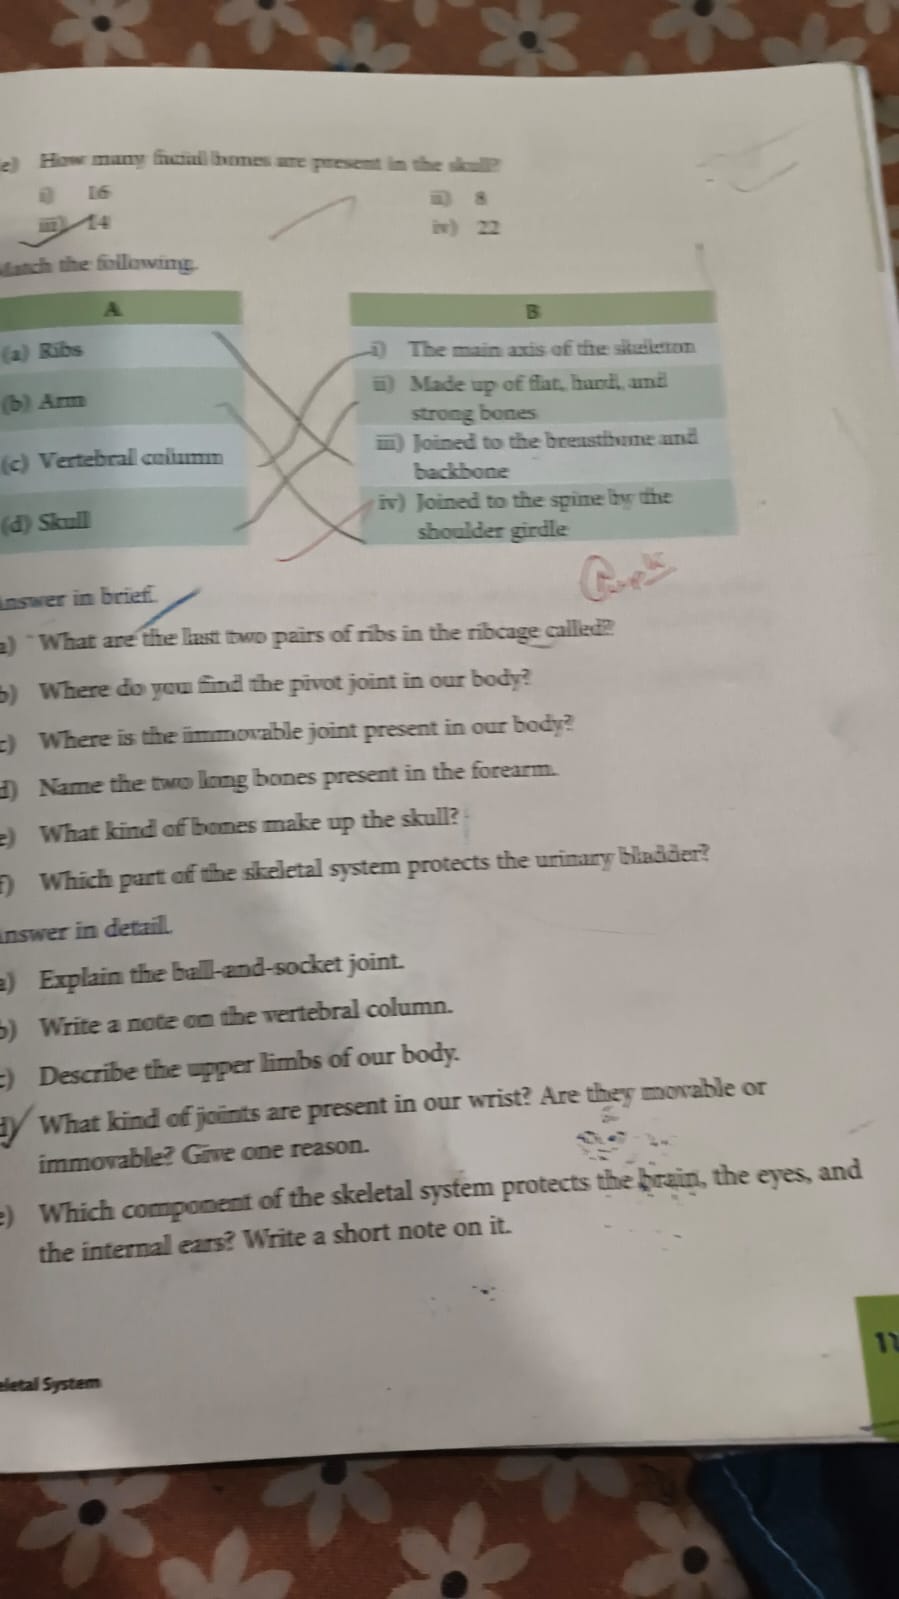 e) How many facial bones are present in the skull?
i) 16 ii) 8
iii) 14 iv) 22
Match the following.
A B
(a) Ribs i) The main axis of the skeleton
(b) Arm ii) Made up of flat, hard, and
strong bones
(c) Vertebral column iii) Joined to the breastbone and
backbone
(d) Skull iv) Joined to the spine by the
shoulder girdle
Answer in brief.
a) What are the last two pairs of ribs in the ribcage called?
b) Where do you find the pivot joint in our body?
c) Where is the immovable joint present in our body?
d) Name the two long bones present in the forearm.
e) What kind of bones make up the skull?
f) Which part of the skeletal system protects the urinary bladder?
Answer in detail.
a) Explain the ball-and-socket joint.
b) Write a note on the vertebral column.
c) Describe the upper limbs of our body.
d) What kind of joints are present in our wrist? Are they movable or
immovable? Give one reason.
e) Which component of the skeletal system protects the brain, the eyes, and
the internal ears? Write a short note on it.
eletal System